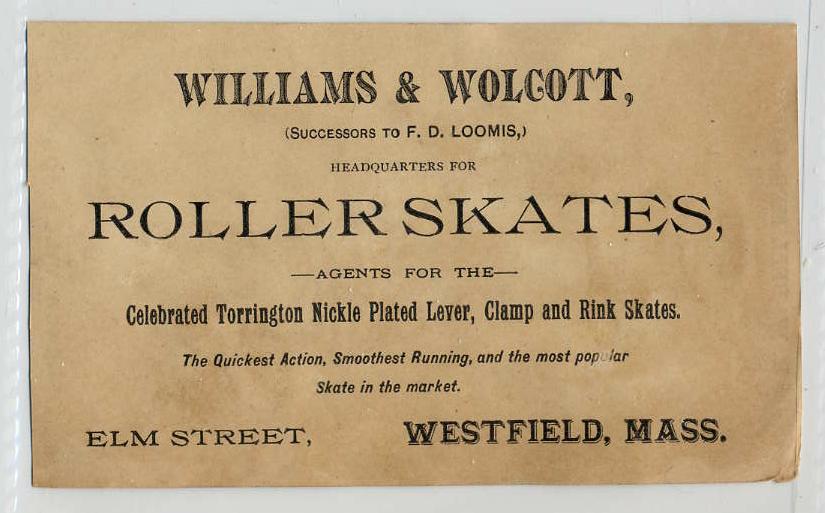 WILLIAMS & WOLCOTT,
(SUCCESSORS TO F. D. LOOMIS,)
HEADQUARTERS FOR
ROLLER SKATES,
—AGENTS FOR THE—
Celebrated Torrington Nickle Plated Lever, Clamp and Rink Skates.
The Quickest Action, Smoothest Running, and the most popular
Skate in the market.
ELM STREET, WESTFIELD, MASS.